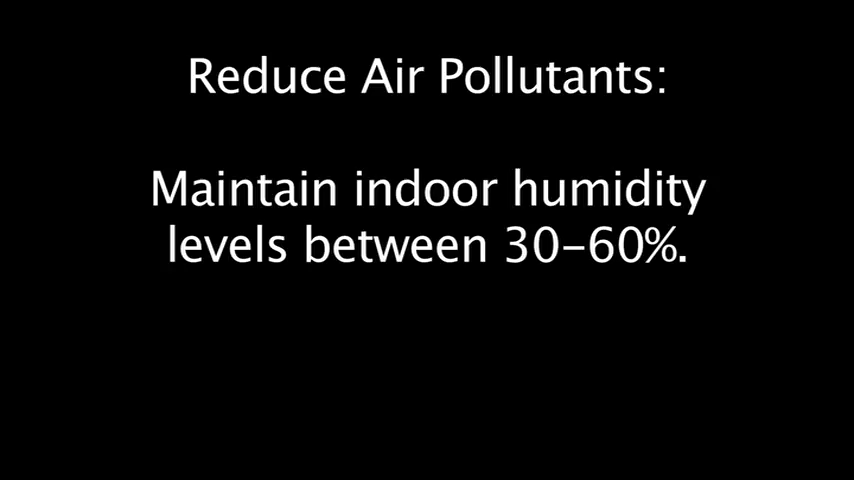 Reduce Air Pollutants:
Maintain indoor humidity
levels between 30–60%.